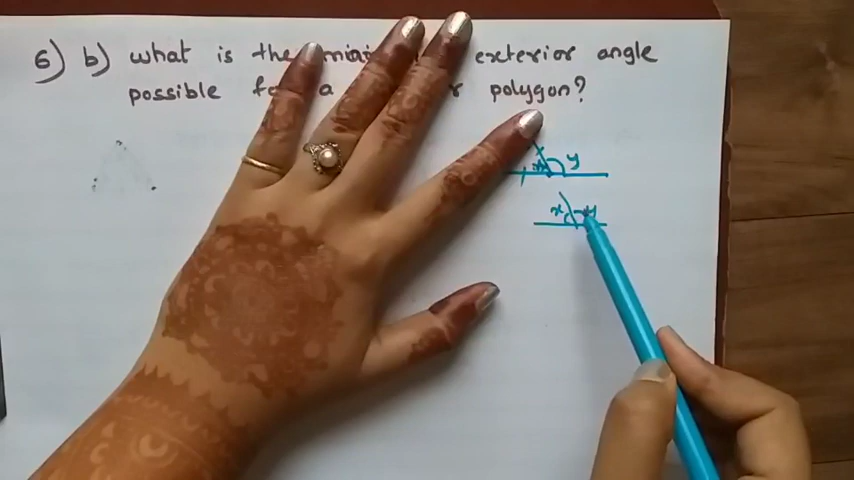 6) b) what is the exterior angle
possible a polygon?
x y
x y